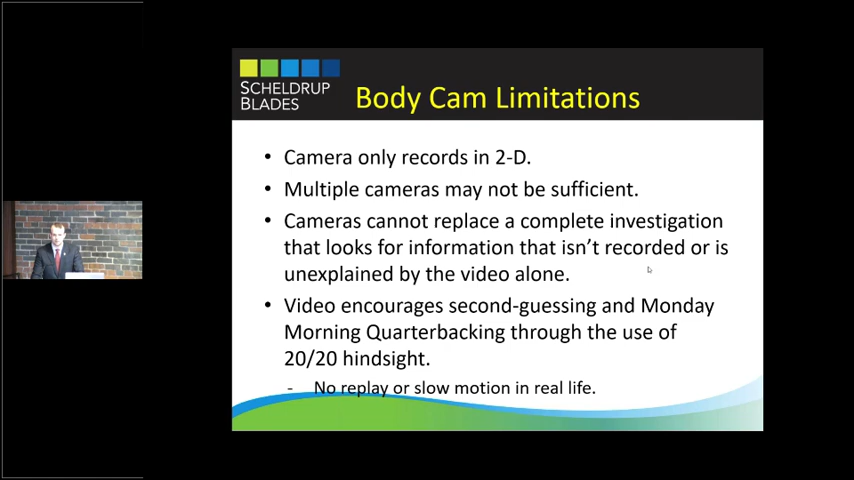 SCHELDRUP
BLADES
Body Cam Limitations
• Camera only records in 2-D.
• Multiple cameras may not be sufficient.
• Cameras cannot replace a complete investigation
that looks for information that isn’t recorded or is
unexplained by the video alone.
• Video encourages second-guessing and Monday
Morning Quarterbacking through the use of
20/20 hindsight.
- No replay or slow motion in real life.